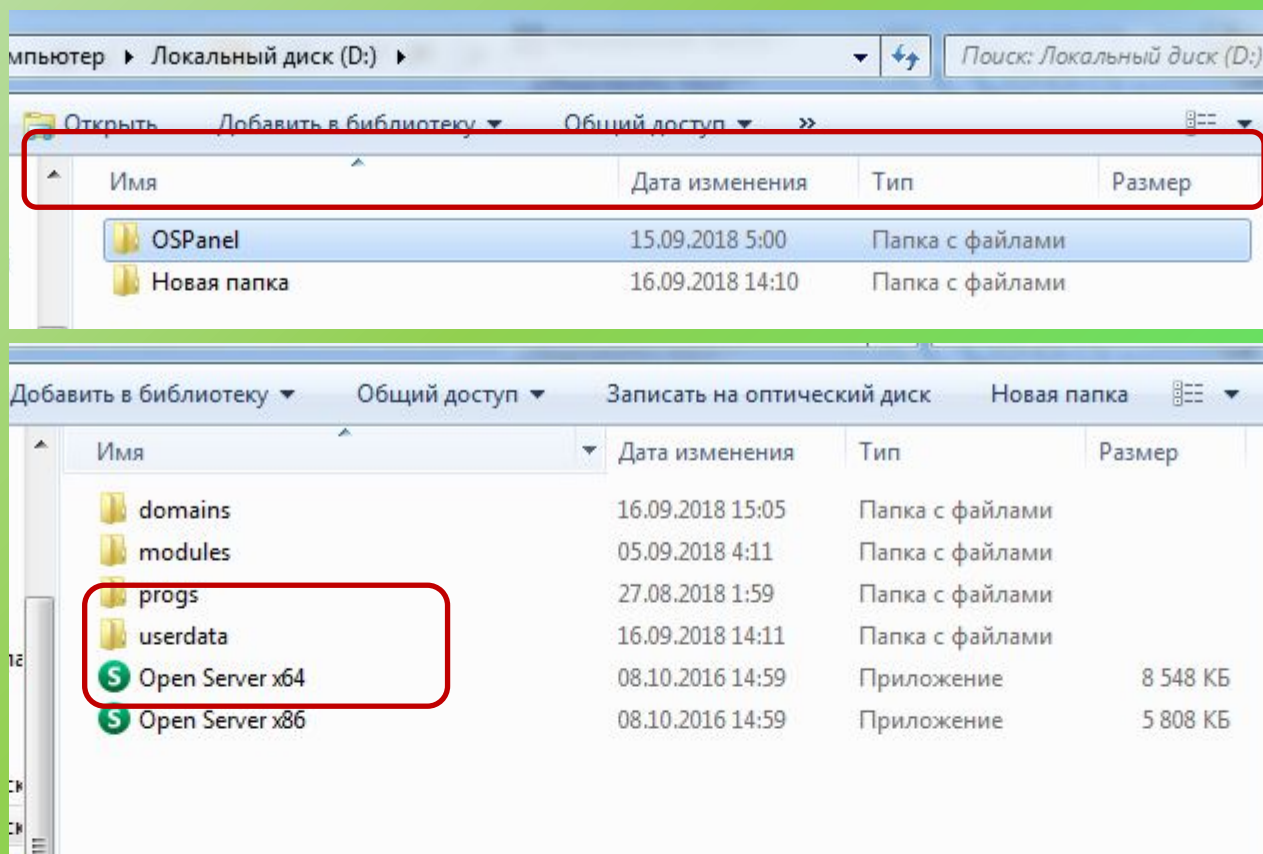 мпьютер ▸ Локальный диск (D:) ▸ Поиск: Локальный диск (D:)
Открыть Добавить в библиотеку ▼ Общий доступ ▼ »
Имя Дата изменения Тип Размер
OSPanel 15.09.2018 5:00 Папка с файлами
Новая папка 16.09.2018 14:10 Папка с файлами
Добавить в библиотеку ▼ Общий доступ ▼ Записать на оптический диск Новая папка
Имя Дата изменения Тип Размер
domains 16.09.2018 15:05 Папка с файлами
modules 05.09.2018 4:11 Папка с файлами
progs 27.08.2018 1:59 Папка с файлами
userdata 16.09.2018 14:11 Папка с файлами
Open Server x64 08.10.2016 14:59 Приложение 8 548 КБ
Open Server x86 08.10.2016 14:59 Приложение 5 808 КБ